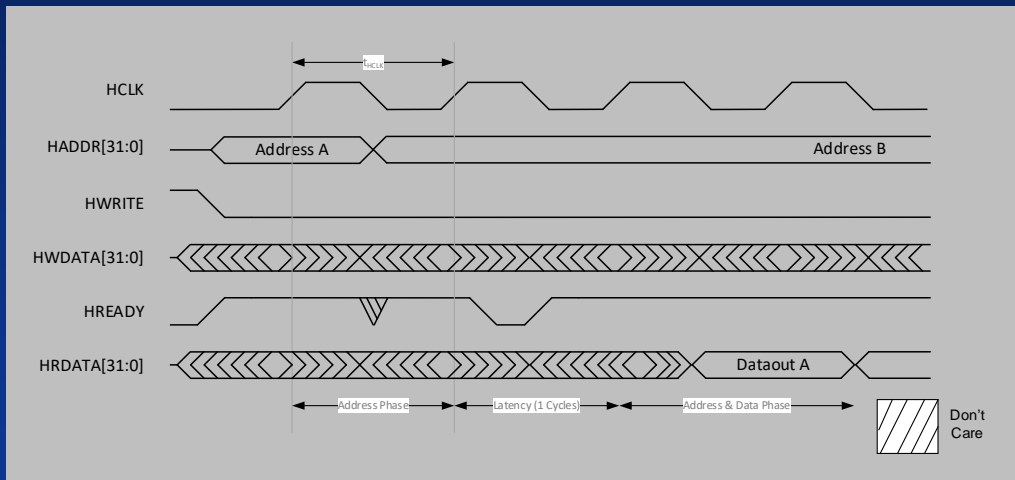 tHCLK
HCLK
HADDR[31:0]
Address A
Address B
HWRITE
HWDATA[31:0]
HREADY
HRDATA[31:0]
Dataout A
Address Phase
Latency (1 Cycles)
Address & Data Phase
Don't
Care